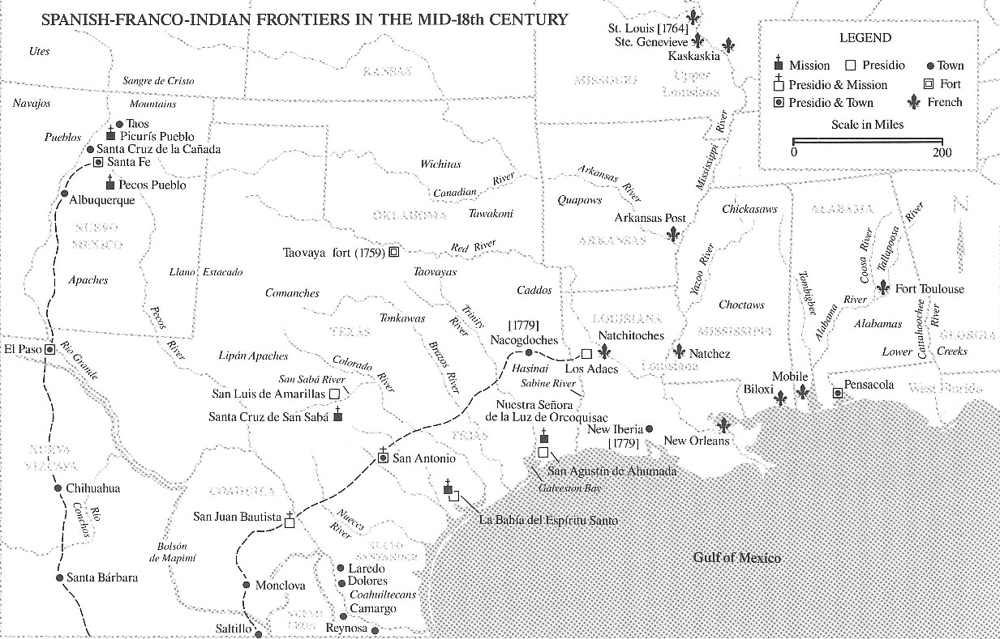 SPANISH-FRANCO-INDIAN FRONTIERS IN THE MID-18th CENTURY
LEGEND
Mission
Presidio
Town
Presidio & Mission
Fort
Presidio & Town
French
Scale in Miles
0
200
N
St. Louis [1764]
Ste. Genevieve
Kaskaskia
Utes
KANSAS
MISSOURI
Upper
Louisiana
Sangre de Cristo
Mountains
Navajos
Taos
Pueblos
Picurís Pueblo
Santa Cruz de la Cañada
Santa Fe
Pecos Pueblo
Albuquerque
NUEVO
MEXICO
Wichitas
Canadian
River
OKLAHOMA
Tawakoni
Arkansas
River
Quapaws
Arkansas Post
ARKANSAS
Mississippi
River
Chickasaws
ALABAMA
Taovaya fort (1759)
Red River
Taovayas
Apaches
Llano Estacado
Comanches
Caddos
Yazoo River
Tombigbee
Coosa River
Tallapoosa
River
Fort Toulouse
Choctaws
Alabama
River
Alabamas
Cattahoochee
River
GEORGIA
Lower Creeks
MISSISSIPPI
LOUISIANA
Natchitoches
Natchez
Louisiana
Los Adaes
[1779]
Nacogdoches
Hasinai
Sabine River
Tonkawas
Trinity
River
Brazos River
TEXAS
Pecos
River
El Paso
Rio Grande
Lipán Apaches
Colorado
River
San Sabá River
San Luis de Amarillas
Santa Cruz de San Sabá
Nuestra Señora
de la Luz de Orcoquisac
New Iberia
[1779]
New Orleans
Biloxi
Mobile
Pensacola
West Florida
TEJAS
San Antonio
San Agustín de Ahumada
Galveston Bay
La Bahía del Espíritu Santo
NUEVA
VIZCAYA
Chihuahua
Rio
Conchos
COAHUILA
San Juan Bautista
Nueces
River
Bolsón
de Mapimí
NUEVO
SANTANDER
Gulf of Mexico
Santa Bárbara
Monclova
Laredo
Dolores
Coahuiltecans
Camargo
NUEVO
LEON
Saltillo
Reynosa